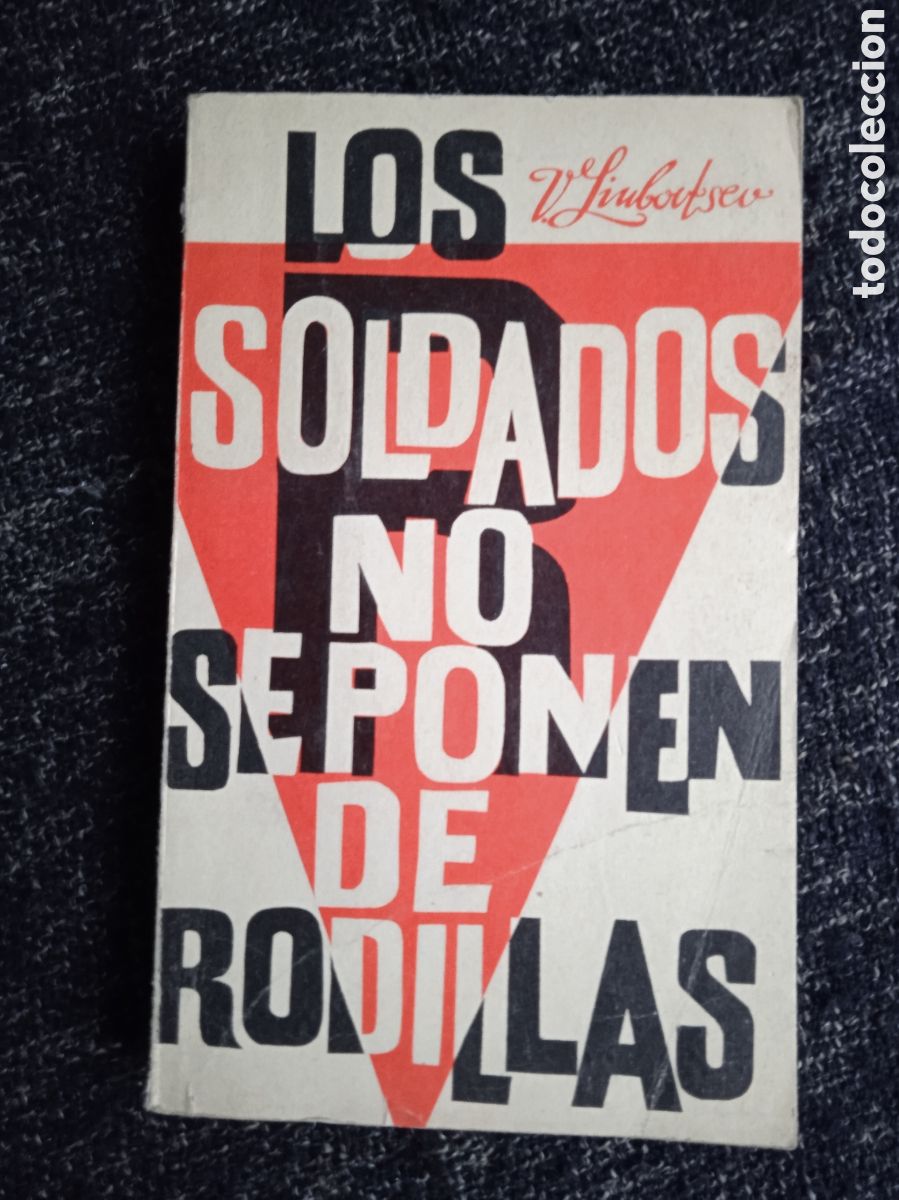 LOS
V. Liubovtsev
SOLDADOS
R
NO
SE PONEN
DE
RODILLAS
todocoleccion